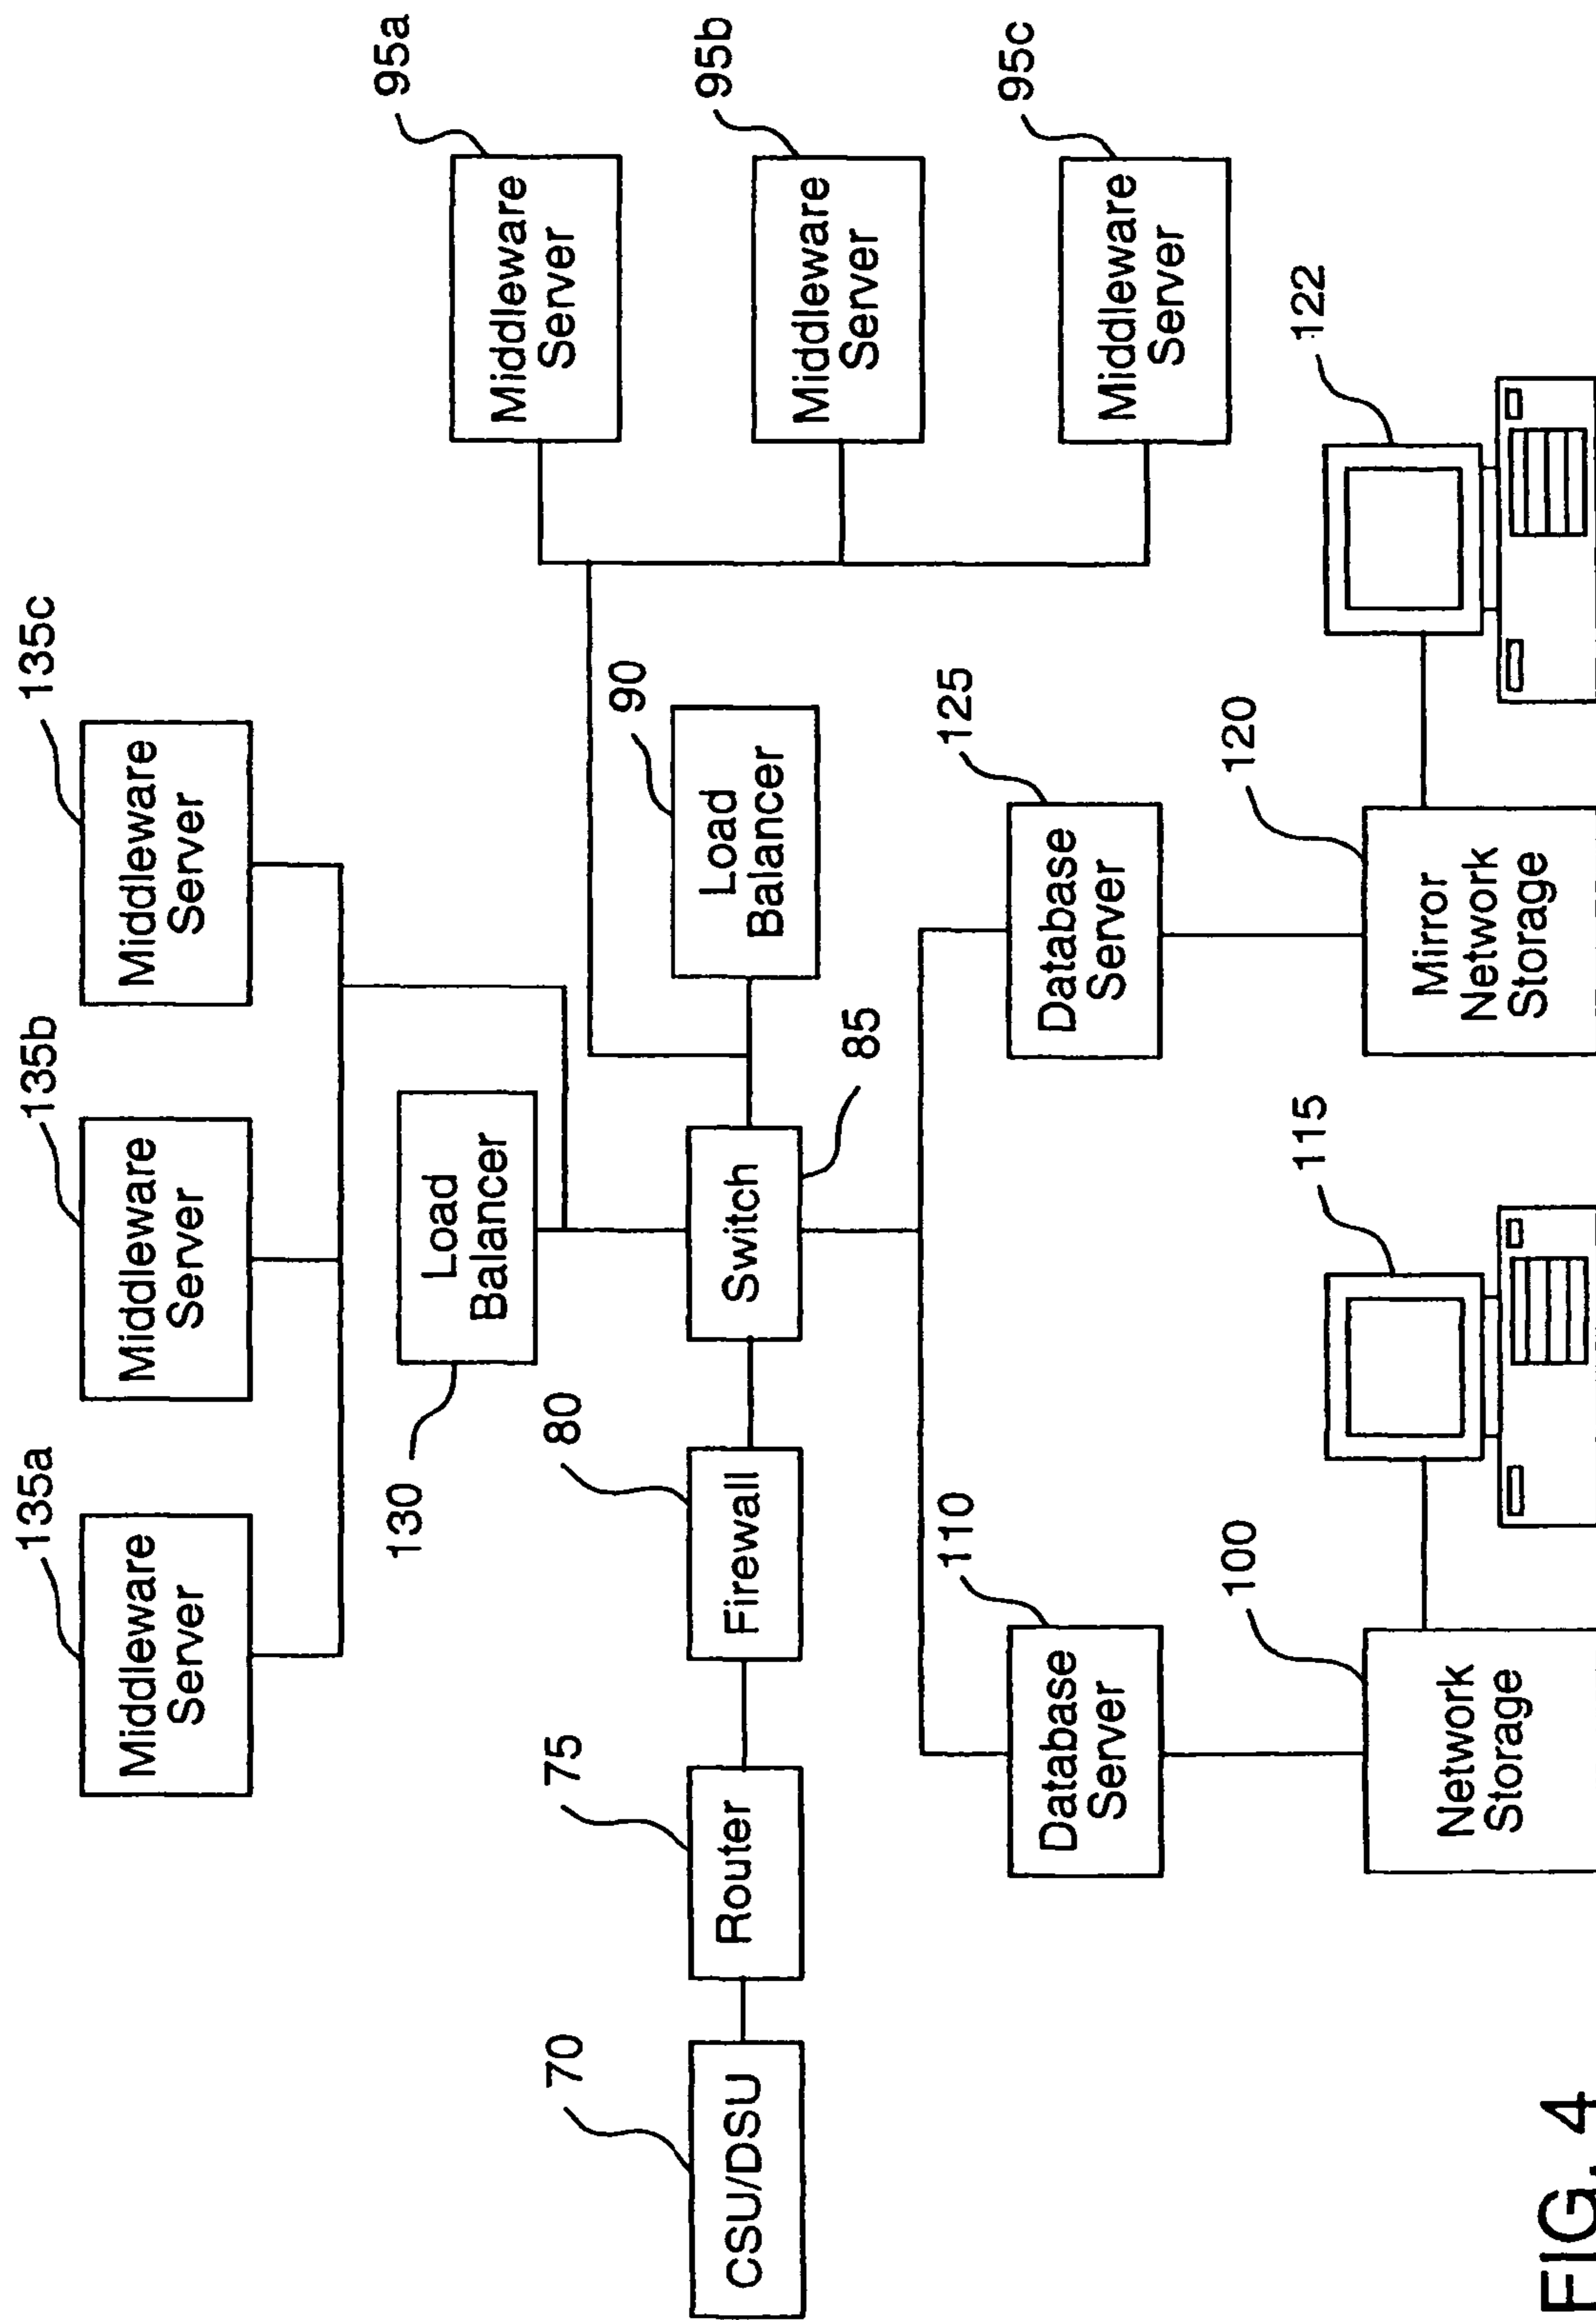 135a
135b
135c
Middleware
Server
Middleware
Server
Middleware
Server
95a
Middleware
Server
130
Load
Balancer
90
Load
Balancer
95b
Middleware
Server
70
CSU/DSU
75
Router
80
Firewall
Switch
85
95c
Middleware
Server
110
Database
Server
125
Database
Server
100
Network
Storage
115
120
Mirror
Network
Storage
122
FIG. 4